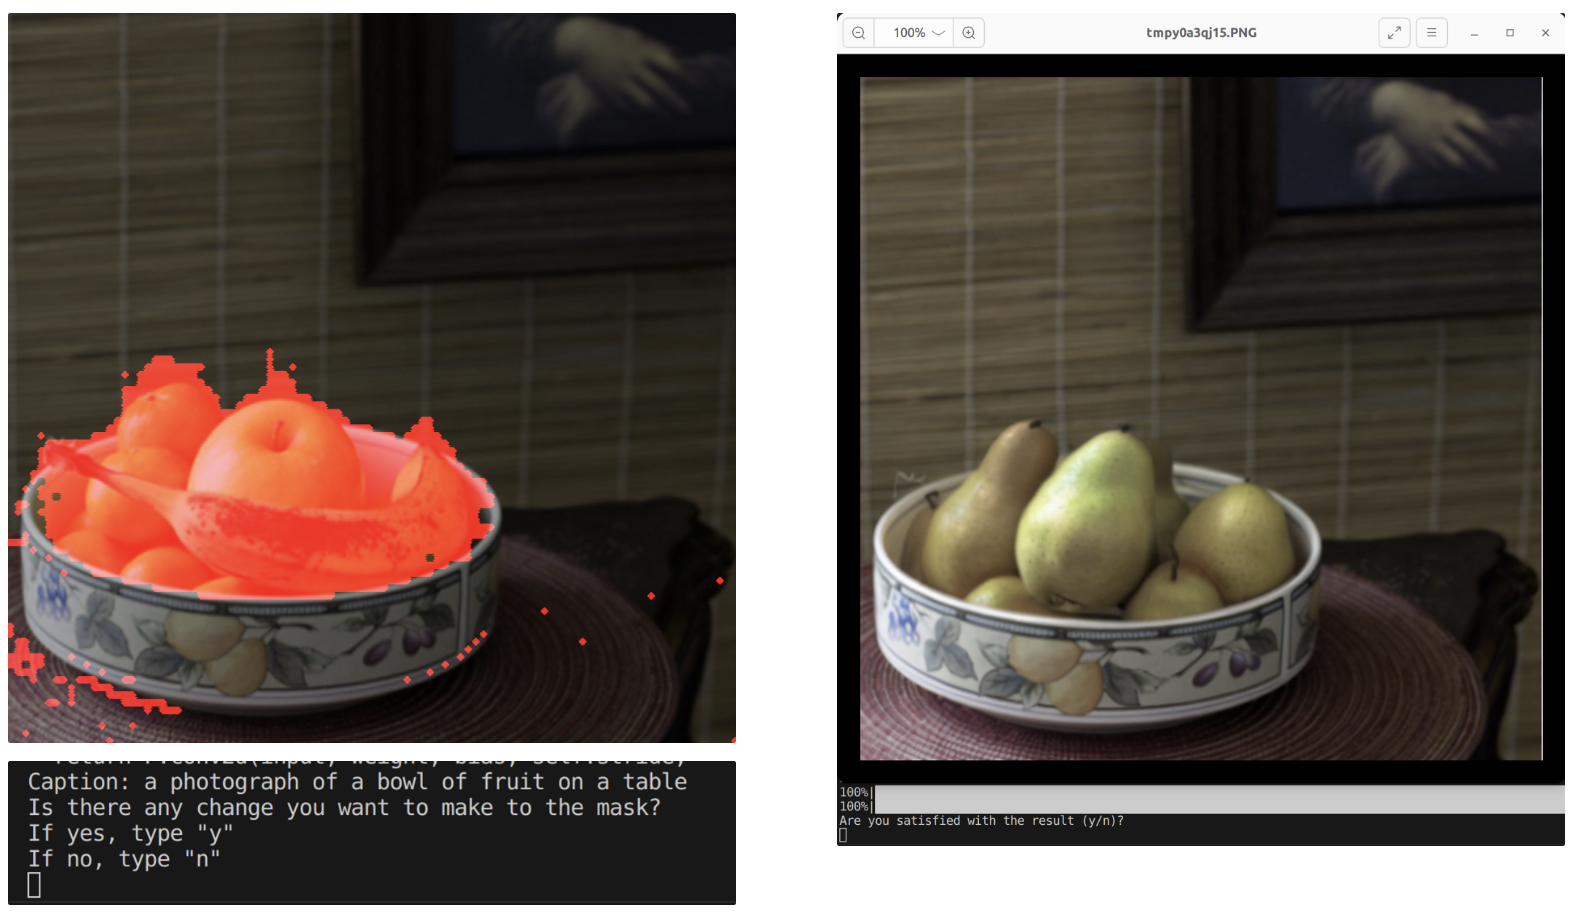 Caption: a photograph of a bowl of fruit on a table
Is there any change you want to make to the mask?
If yes, type "y"
If no, type "n"
100%
tmpy0a3qj15.PNG
100%|
100%|
Are you satisfied with the result (y/n)?